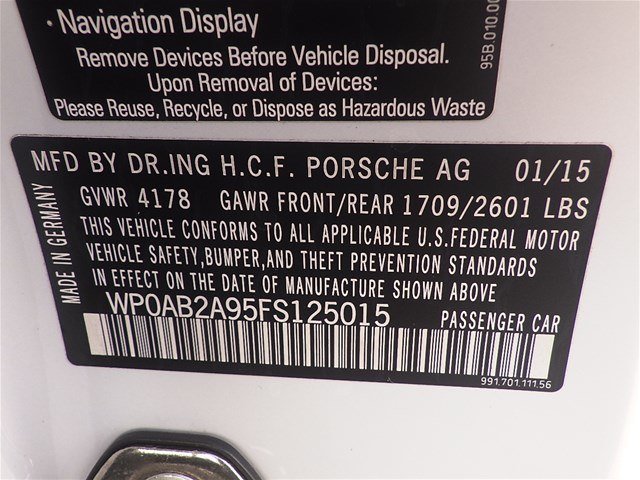 • Navigation Display
Remove Devices Before Vehicle Disposal.
Upon Removal of Devices:
Please Reuse, Recycle, or Dispose as Hazardous Waste
95B.010.00
MFD BY DR.ING H.C.F. PORSCHE AG 01/15
GVWR 4178 GAWR FRONT/REAR 1709/2601 LBS
THIS VEHICLE CONFORMS TO ALL APPLICABLE U.S.FEDERAL MOTOR
VEHICLE SAFETY,BUMPER,AND THEFT PREVENTION STANDARDS
IN EFFECT ON THE DATE OF MANUFACTURE SHOWN ABOVE.
WP0AB2A95FS125015 PASSENGER CAR
991.701.111.56
MADE IN GERMANY